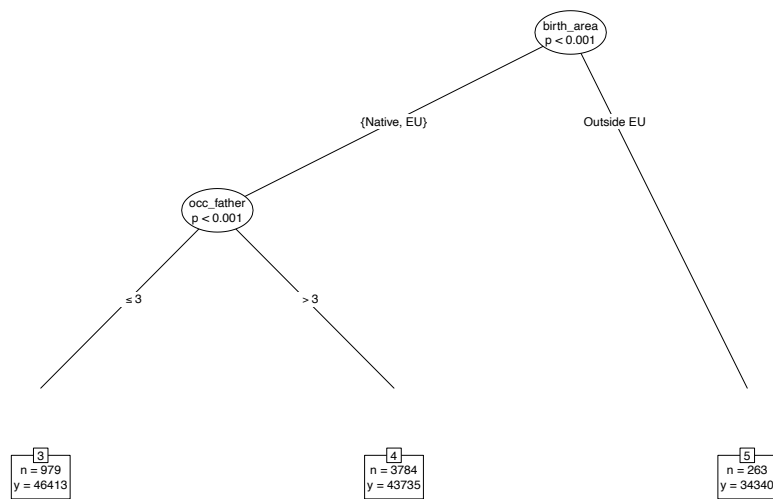 birth_area
p < 0.001
{Native, EU}
Outside EU
occ_father
p < 0.001
≤ 3
> 3
3
n = 979
y = 46413
4
n = 3784
y = 43735
5
n = 263
y = 34340